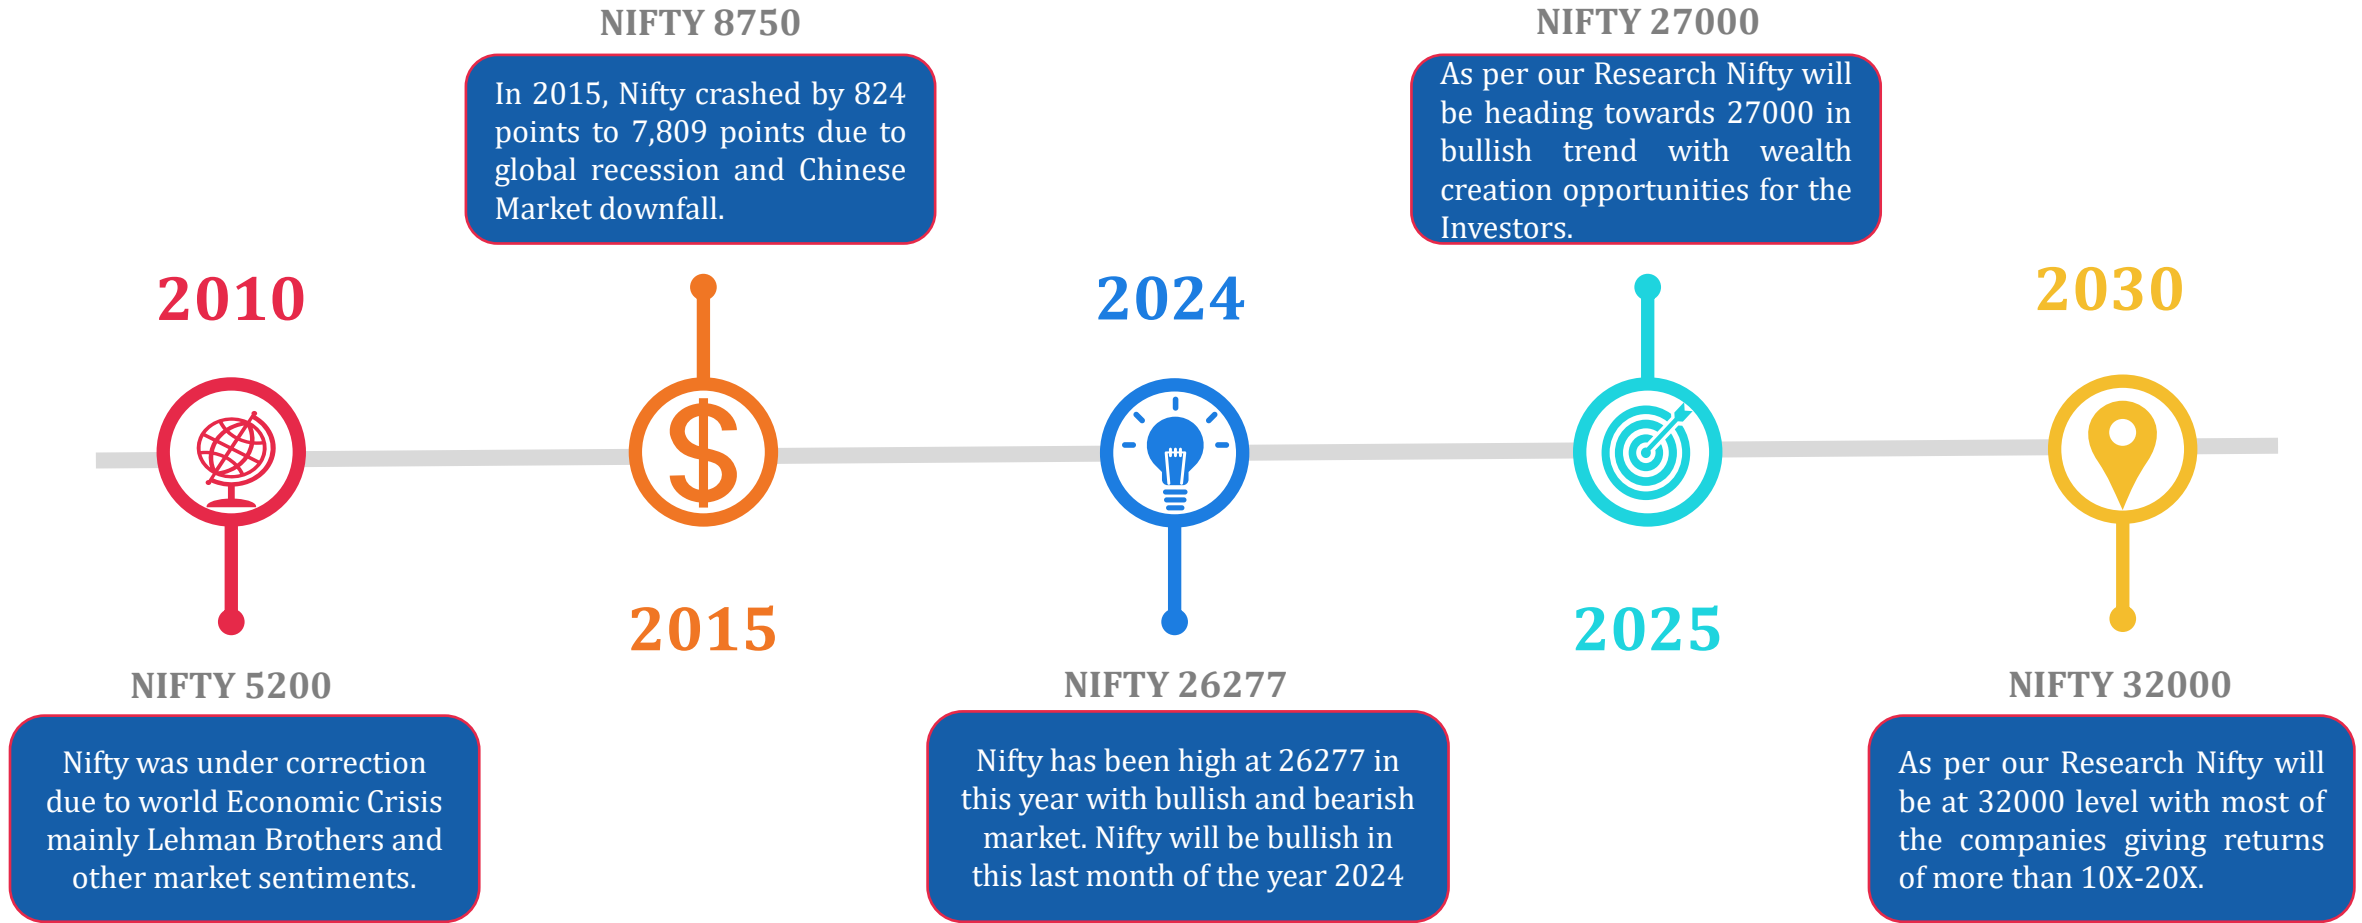 NIFTY 8750
In 2015, Nifty crashed by 824
points to 7,809 points due to
global recession and Chinese
Market downfall.
NIFTY 27000
As per our Research Nifty will
be heading towards 27000 in
bullish trend with wealth
creation opportunities for the
Investors.
2010
2024
2030
2015
2025
NIFTY 5200
Nifty was under correction
due to world Economic Crisis
mainly Lehman Brothers and
other market sentiments.
NIFTY 26277
Nifty has been high at 26277 in
this year with bullish and bearish
market. Nifty will be bullish in
this last month of the year 2024
NIFTY 32000
As per our Research Nifty will
be at 32000 level with most of
the companies giving returns
of more than 10X-20X.